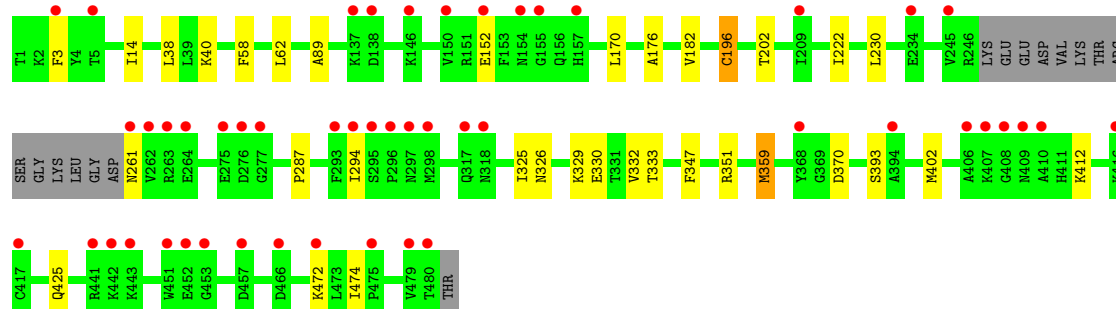 T1 K2 F3 Y4 T5 I14 L38 L39 K40 F58 L62 A89 K137 D138 K146 V150 R151 E152 F153 N154 G155 Q156 H157 L170 A176 V182 C196 T202 I209 I222 L230 E234 V245 R246 LYS GLU GLU ASP VAL LYS THR
SER GLY LYS LEU GLY ASP N261 V262 R263 E264 E275 D276 G277 P287 F293 I294 S295 P296 N297 M298 Q317 N318 I325 N326 K329 E330 T331 V332 T333 F347 R351 M359 Y368 G369 D370 S393 A394 M402 A406 K407 G408 N409 A410 H411 K412
C417 Q425 R441 K442 K443 W451 E452 G453 D457 D466 K472 L473 I474 P475 V479 T480 THR